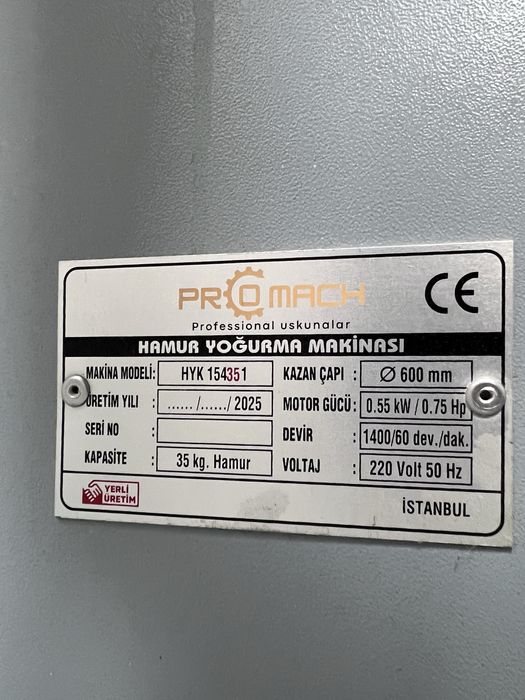 PROMACH
CE
Professional uskunalar
HAMUR YOĞURMA MAKİNASI
MAKİNA MODELİ: HYK 154351 KAZAN ÇAPI : Ø 600 mm
ÜRETİM YILI : ....../....../ 2025 MOTOR GÜCÜ: 0.55 kW / 0.75 Hp
SERİ NO : DEVİR : 1400/60 dev./dak.
KAPASİTE : 35 kg. Hamur VOLTAJ : 220 Volt 50 Hz
YERLİ
ÜRETİM
İSTANBUL